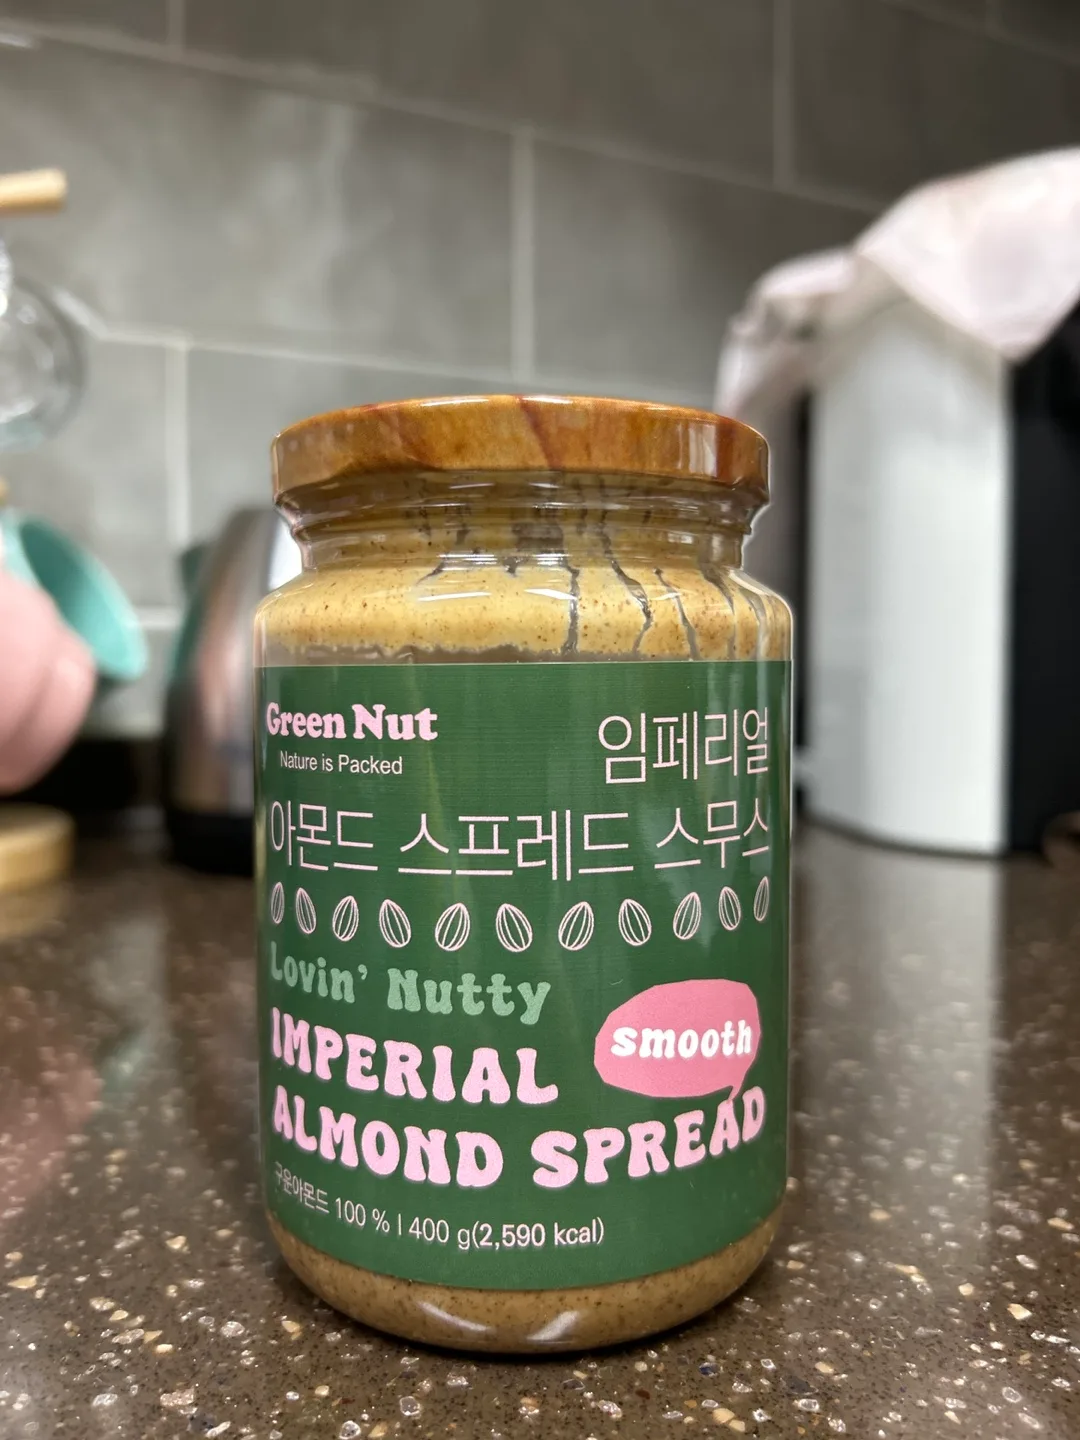 Green Nut
Nature is Packed
임페리얼
아몬드 스프레드 스무스
Lovin' Nutty
IMPERIAL
smooth
ALMOND SPREAD
구운아몬드 100 % | 400 g(2,590 kcal)